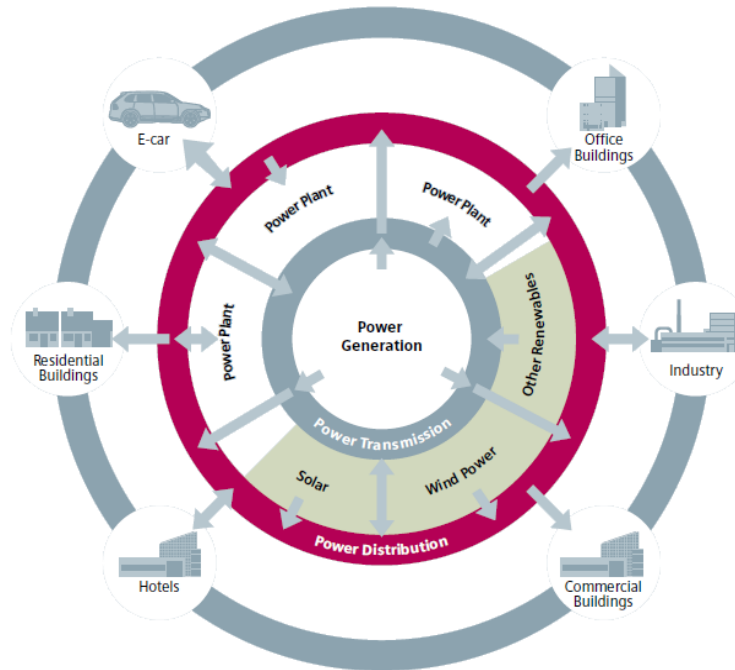 E-car
Office
Buildings
Power Plant
Power Plant
Power Plant
Power
Generation
Other Renewables
Residential
Buildings
Industry
Power Transmission
Solar
Wind Power
Power Distribution
Hotels
Commercial
Buildings